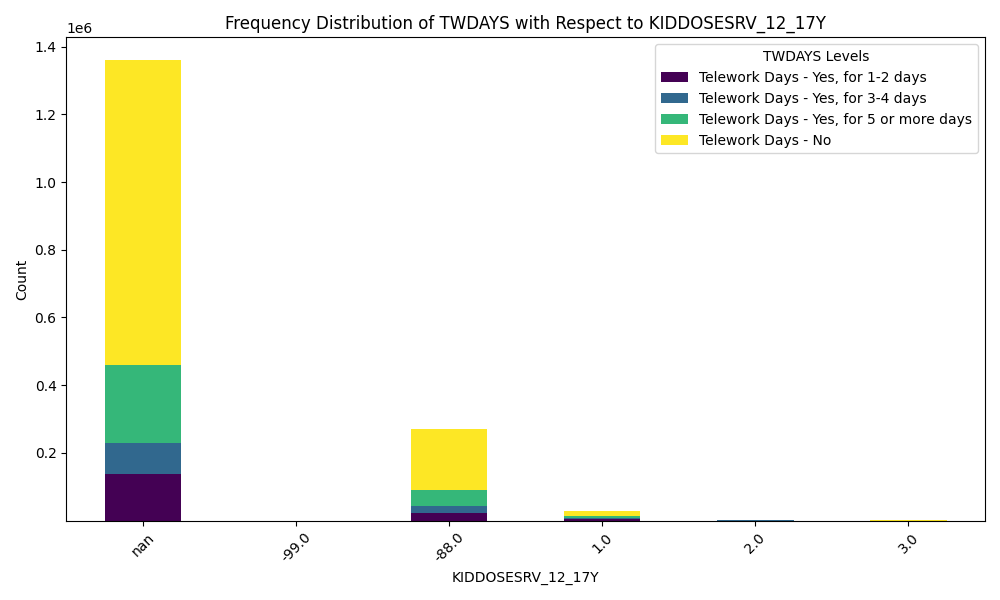 Frequency Distribution of TWDAYS with Respect to KIDDOSESRV_12_17Y
1e6
TWDAYS Levels
Telework Days - Yes, for 1-2 days
Telework Days - Yes, for 3-4 days
Telework Days - Yes, for 5 or more days
Telework Days - No
1.4
1.2
1.0
0.8
0.6
0.4
0.2
Count
nan
-99.0
-88.0
1.0
2.0
3.0
KIDDOSESRV_12_17Y